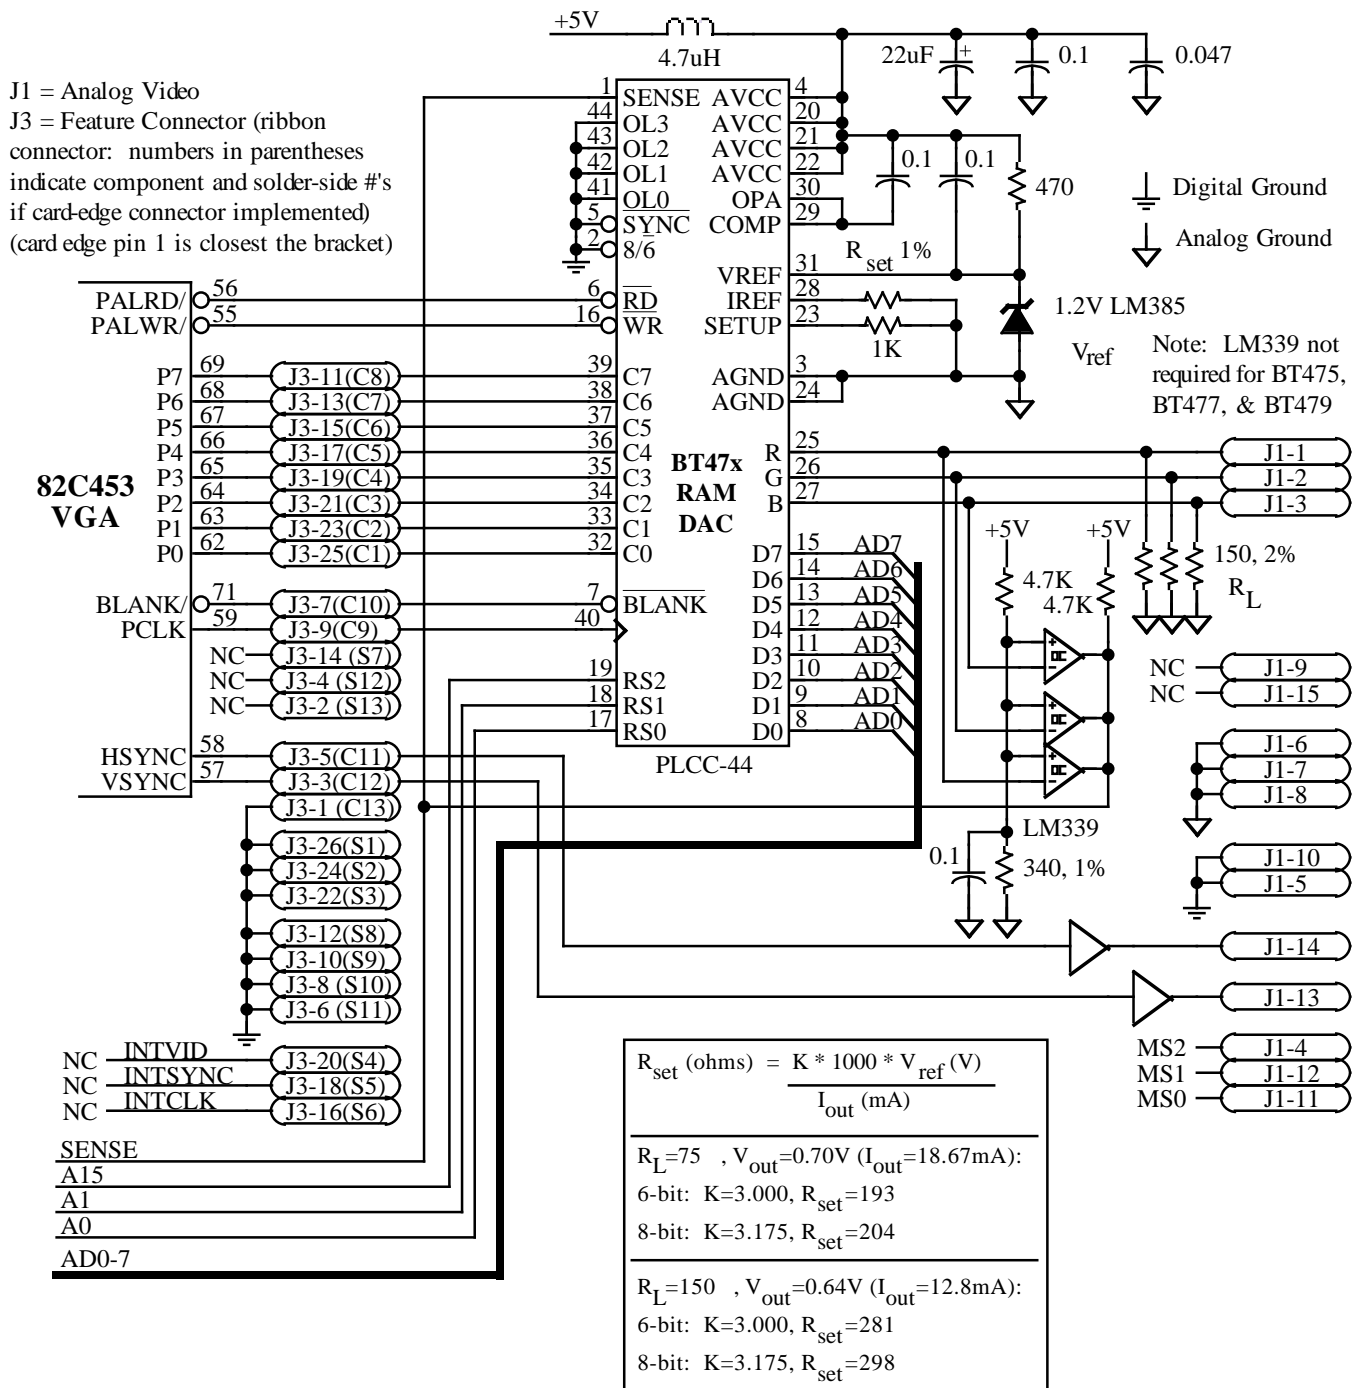 +5V
4.7uH
22uF
+
0.1
0.047
J1 = Analog Video
J3 = Feature Connector (ribbon
connector: numbers in parentheses
indicate component and solder-side #'s
if card-edge connector implemented)
(card edge pin 1 is closest the bracket)
1 SENSE AVCC 4
44 OL3 AVCC 20
43 OL2 AVCC 21
42 OL1 AVCC 22
41 OL0 OPA 30
5 SYNC COMP 29
2 8/6
VREF 31
6 RD IREF 28
16 WR SETUP 23
AGND 3
AGND 24
0.1
0.1
470
Rset 1%
1K
1.2V LM385
Vref
Digital Ground
Analog Ground
Note: LM339 not
required for BT475,
BT477, & BT479
PALRD/ 56
PALWR/ 55
P7 69 J3-11(C8) 39 C7
P6 68 J3-13(C7) 38 C6
P5 67 J3-15(C6) 37 C5
P4 66 J3-17(C5) 36 C4
P3 65 J3-19(C4) 35 C3
P2 64 J3-21(C3) 34 C2
P1 63 J3-23(C2) 33 C1
P0 62 J3-25(C1) 32 C0
82C453
VGA
BT47x
RAM
DAC
R 25 J1-1
G 26 J1-2
B 27 J1-3
BLANK/ 71 J3-7(C10) 7 BLANK
PCLK 59 J3-9(C9) 40
NC J3-14 (S7)
NC J3-4 (S12)
NC J3-2 (S13)
19 RS2
18 RS1
17 RS0
D7 15 AD7
D6 14 AD6
D5 13 AD5
D4 12 AD4
D3 11 AD3
D2 10 AD2
D1 9 AD1
D0 8 AD0
PLCC-44
+5V
+5V
4.7K
4.7K
150, 2%
RL
+
-
OC
+
-
OC
+
-
OC
LM339
0.1
340, 1%
NC J1-9
NC J1-15
J1-6
J1-7
J1-8
J1-10
J1-5
J1-14
J1-13
MS2 J1-4
MS1 J1-12
MS0 J1-11
HSYNC 58 J3-5(C11)
VSYNC 57 J3-3(C12)
J3-1 (C13)
J3-26(S1)
J3-24(S2)
J3-22(S3)
J3-12(S8)
J3-10(S9)
J3-8 (S10)
J3-6 (S11)
NC INTVID J3-20(S4)
NC INTSYNC J3-18(S5)
NC INTCLK J3-16(S6)
SENSE
A15
A1
A0
AD0-7
Rset (ohms) = K * 1000 * Vref (V)
Iout (mA)
RL=75 , Vout=0.70V (Iout=18.67mA):
6-bit: K=3.000, Rset=193
8-bit: K=3.175, Rset=204
RL=150 , Vout=0.64V (Iout=12.8mA):
6-bit: K=3.000, Rset=281
8-bit: K=3.175, Rset=298